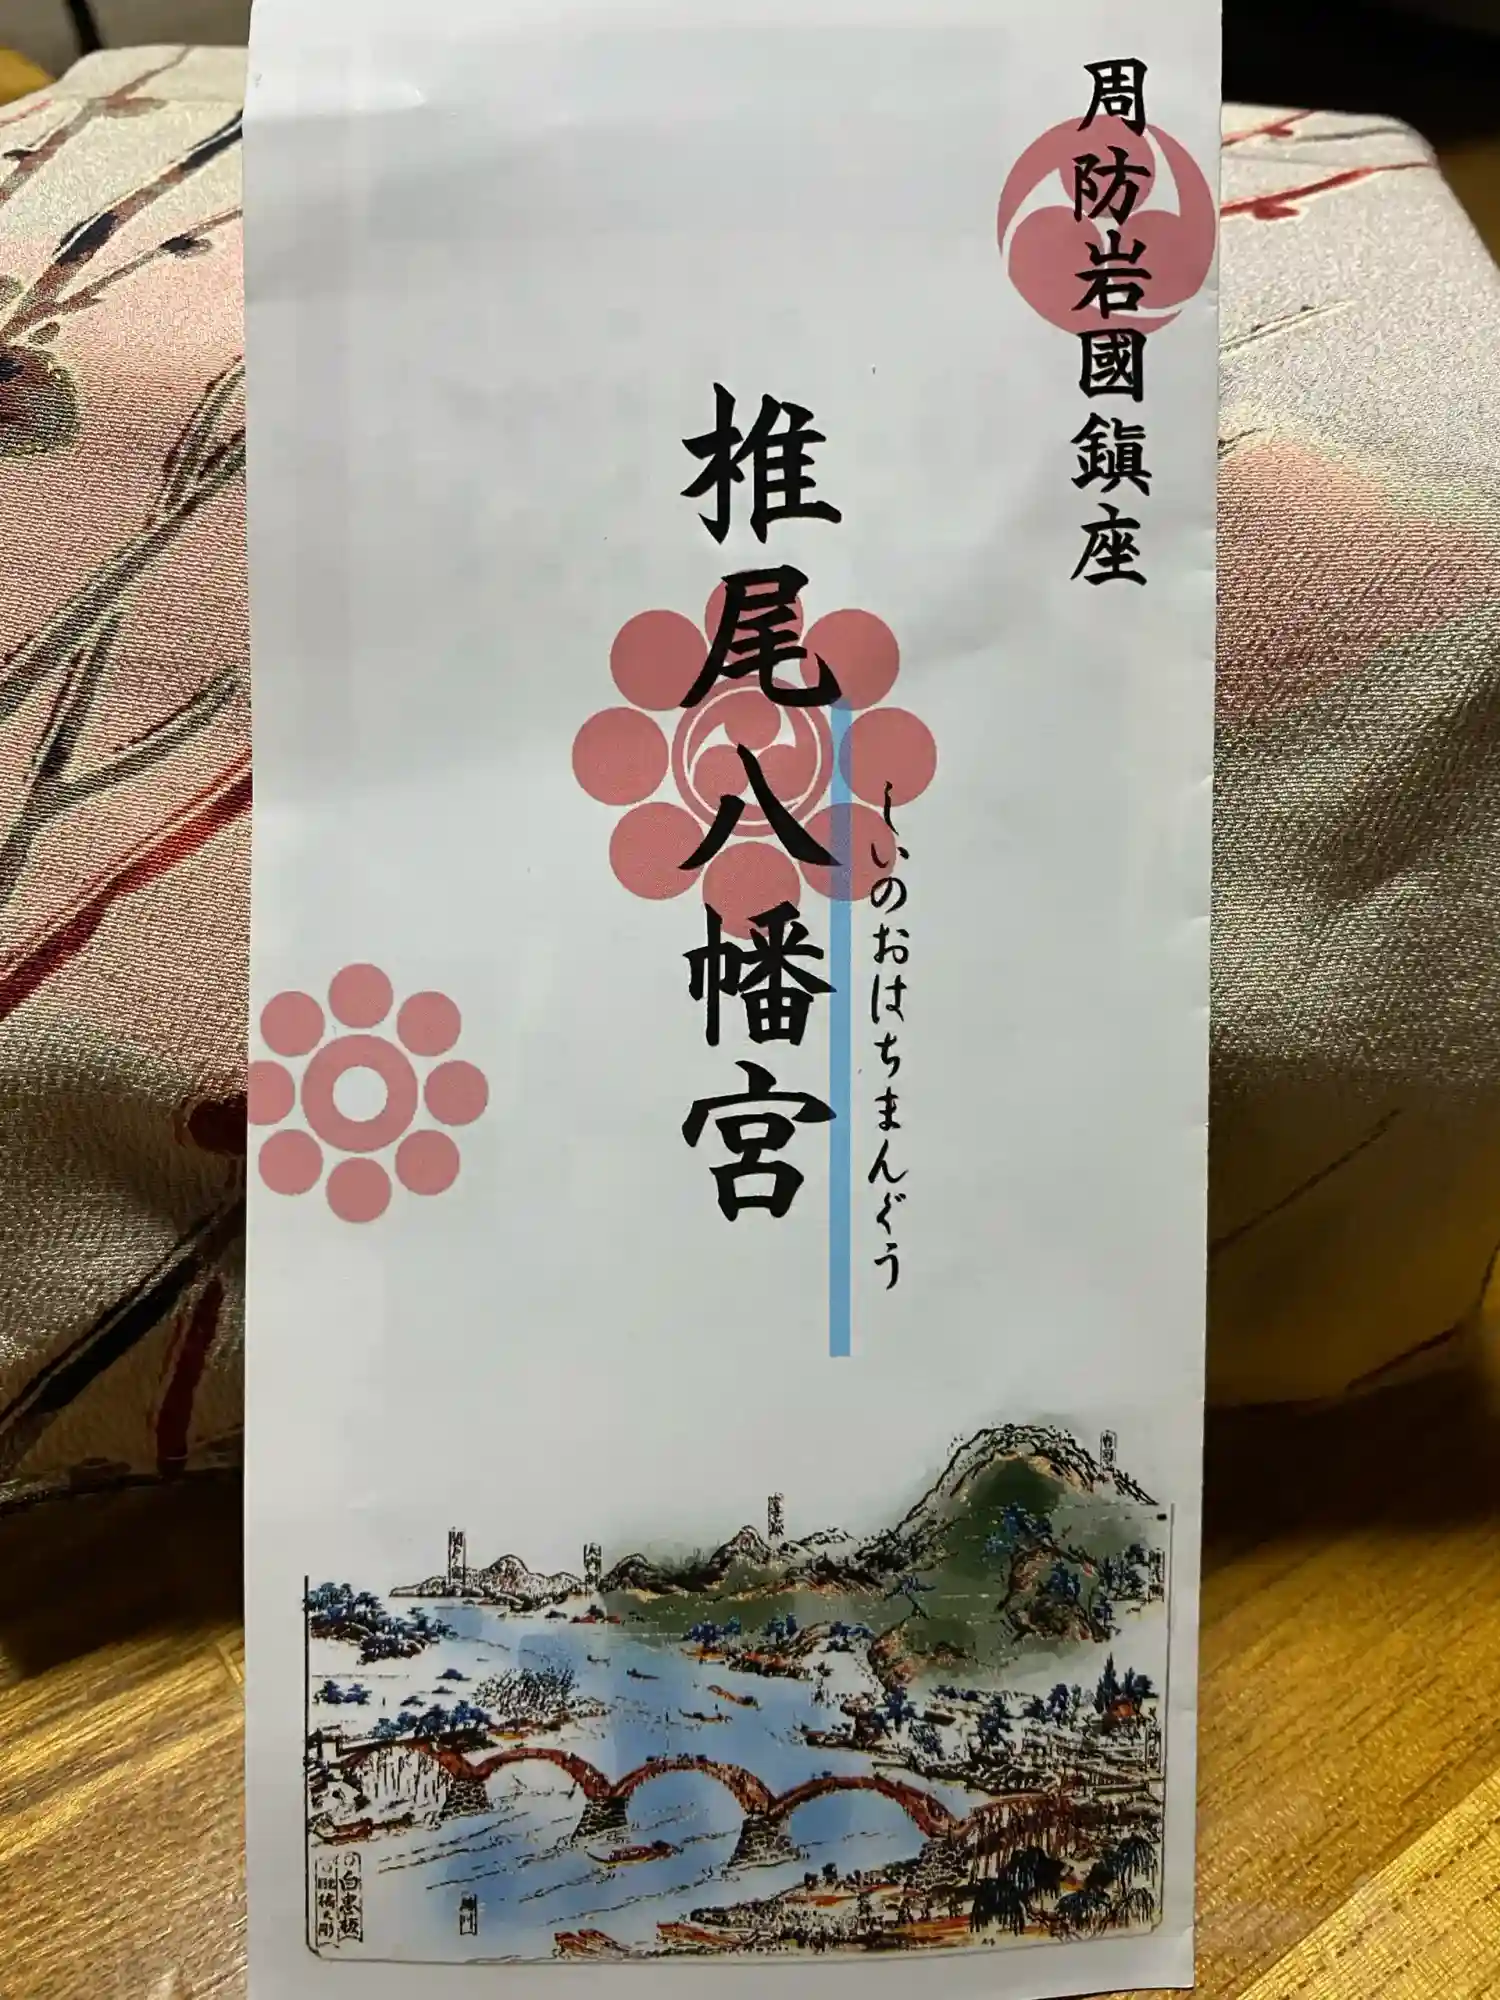 周防岩國鎭座
椎尾八幡宮
しいのおはちまんぐう